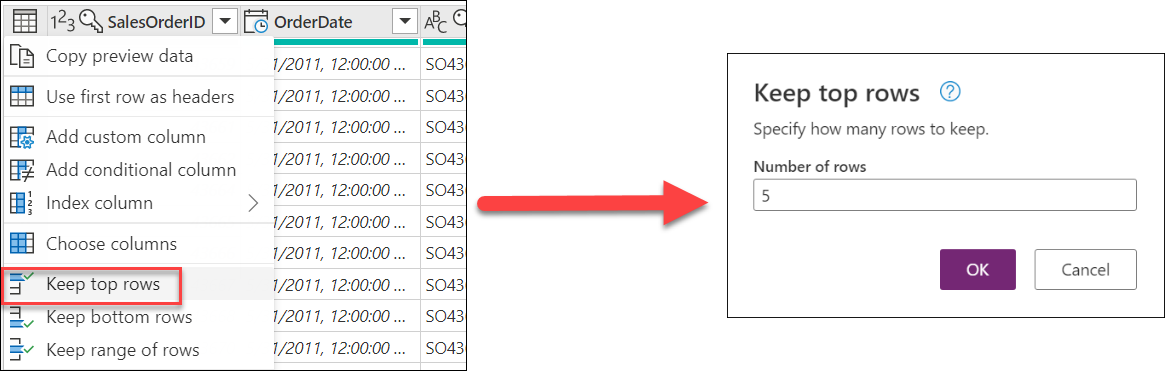 123 SalesOrderID OrderDate ABC
Copy preview data
1/2011, 12:00:00 ... SO43
Use first row as headers
1/2011, 12:00:00 ... SO43
1/2011, 12:00:00 ... SO43
Add custom column
1/2011, 12:00:00 ... SO43
Add conditional column
1/2011, 12:00:00 ... SO43
Index column
1/2011, 12:00:00 ... SO43
Choose columns
1/2011, 12:00:00 ... SO43
Keep top rows
1/2011, 12:00:00 ... SO43
Keep bottom rows
1/2011, 12:00:00 ... SO43
Keep range of rows
1/2011, 12:00:00 ... SO43
Keep top rows ?
Specify how many rows to keep.
Number of rows
5
OK Cancel